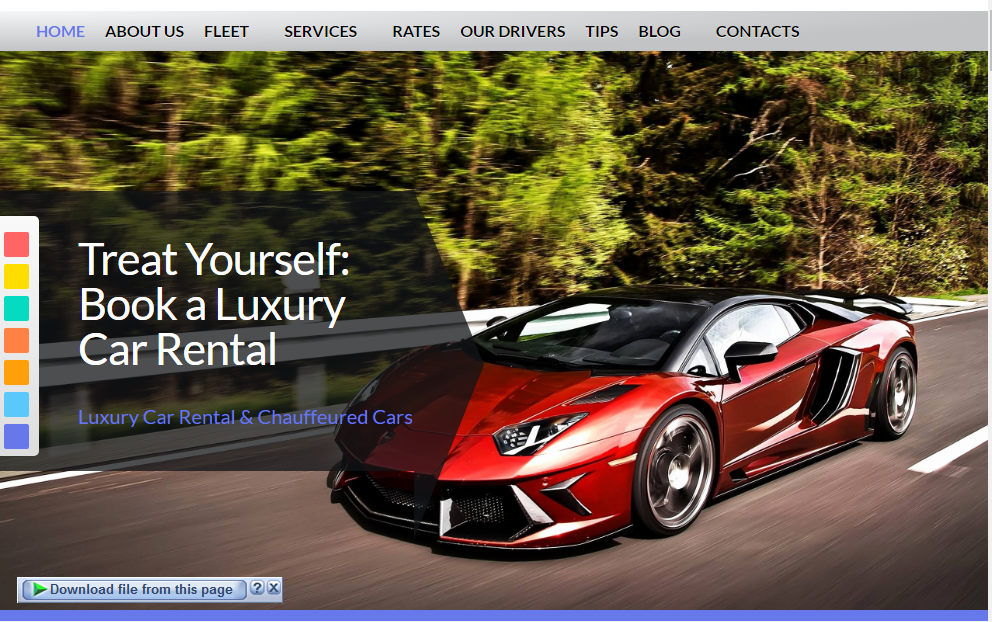 HOME ABOUT US FLEET SERVICES RATES OUR DRIVERS TIPS BLOG CONTACTS
Treat Yourself:
Book a Luxury
Car Rental
Luxury Car Rental & Chauffeured Cars
Download file from this page ? X